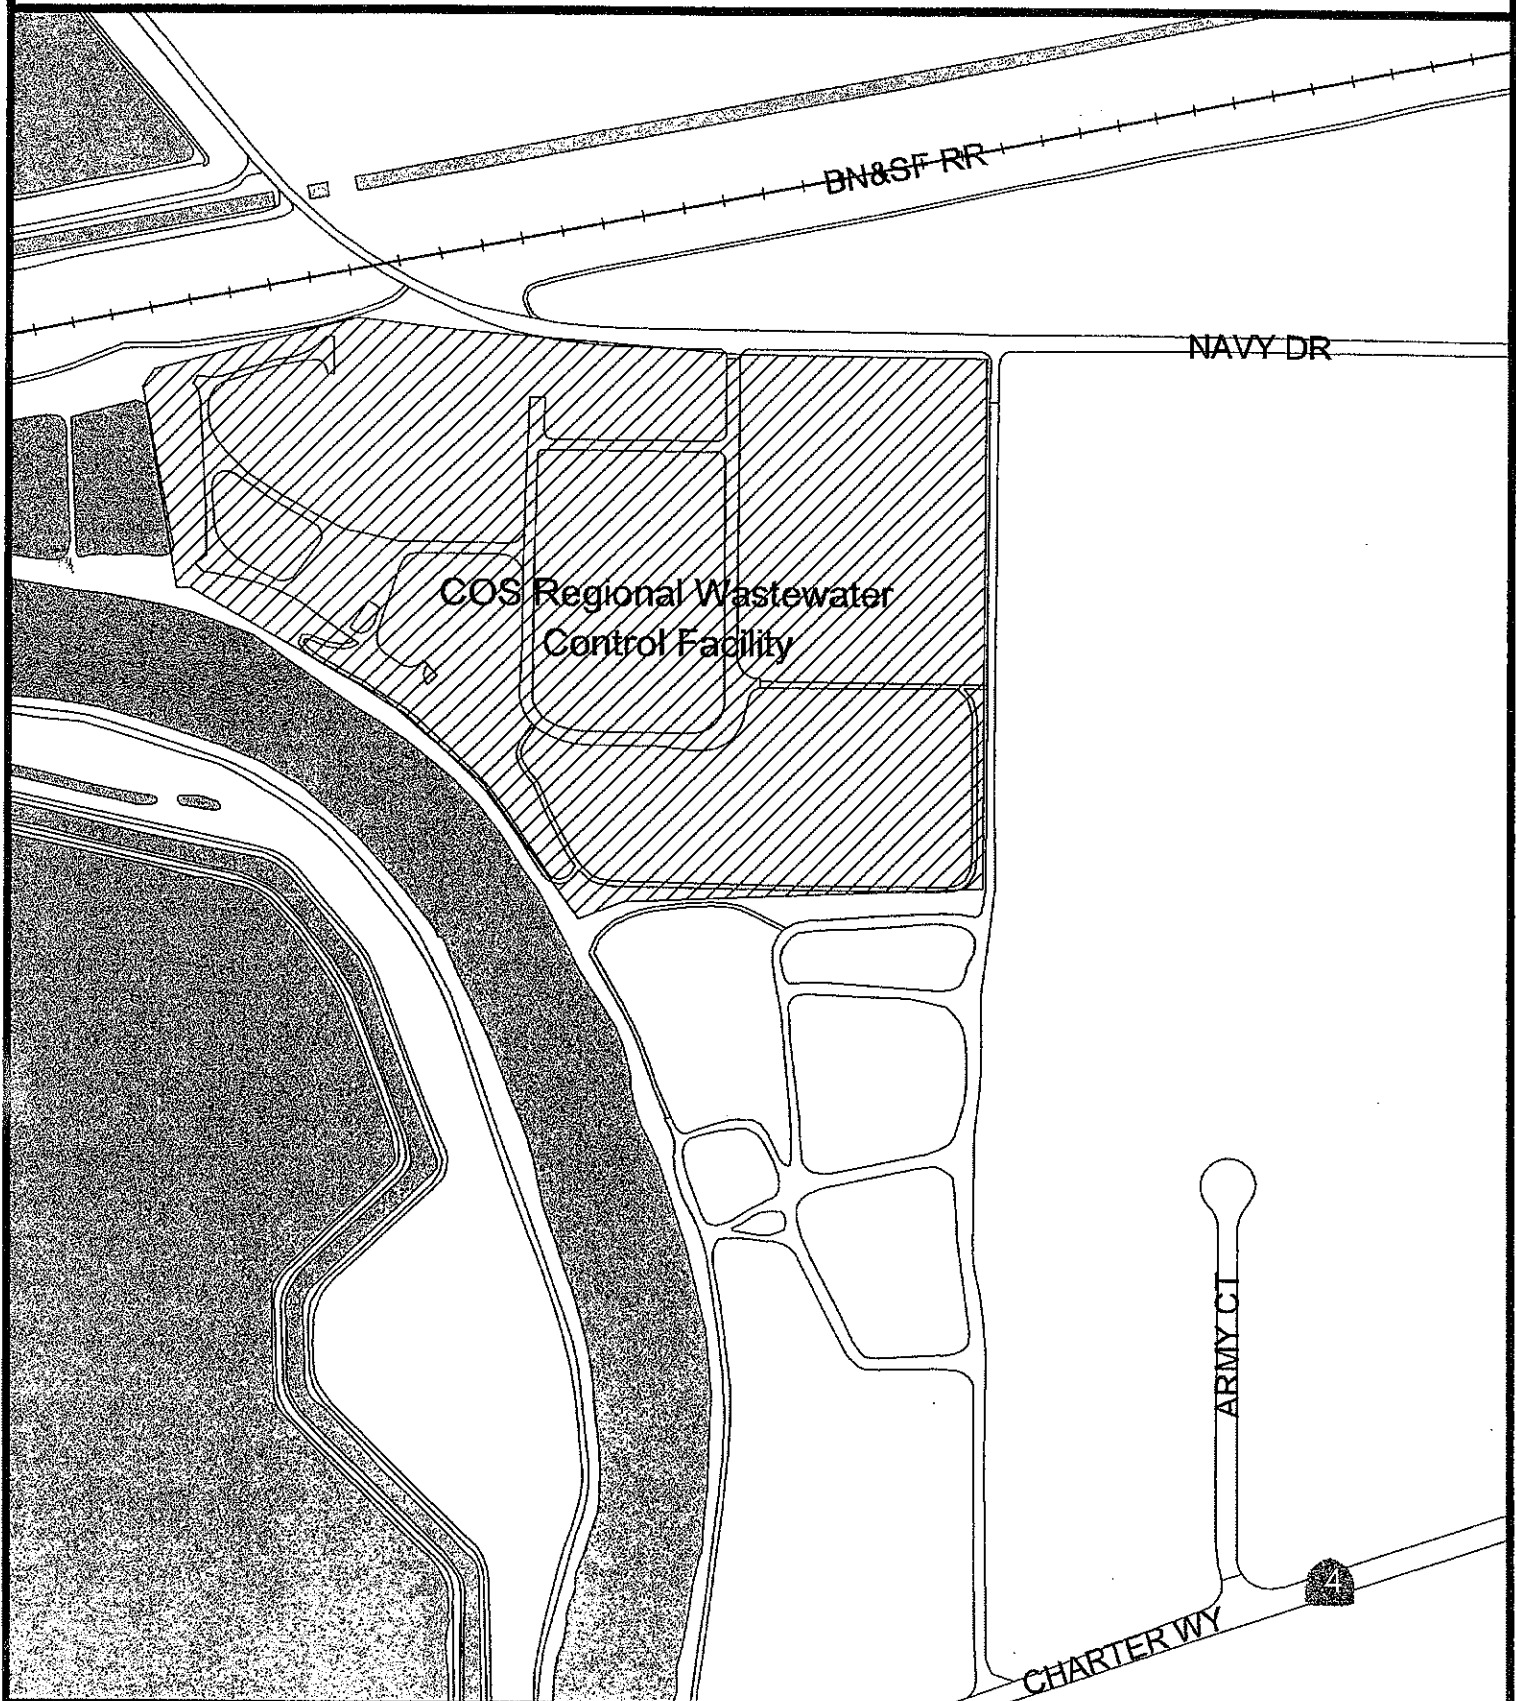 BN&SF RR
NAVY DR
COS Regional Wastewater
Control Facility
ARMY CT
4
CHARTER WY